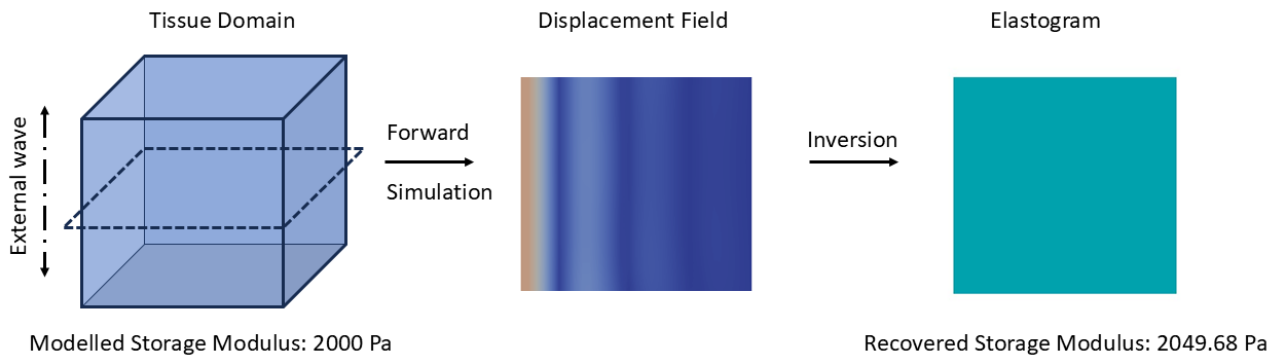 Tissue Domain
Displacement Field
Elastogram
External wave
Forward
Simulation
Inversion
Modelled Storage Modulus: 2000 Pa
Recovered Storage Modulus: 2049.68 Pa